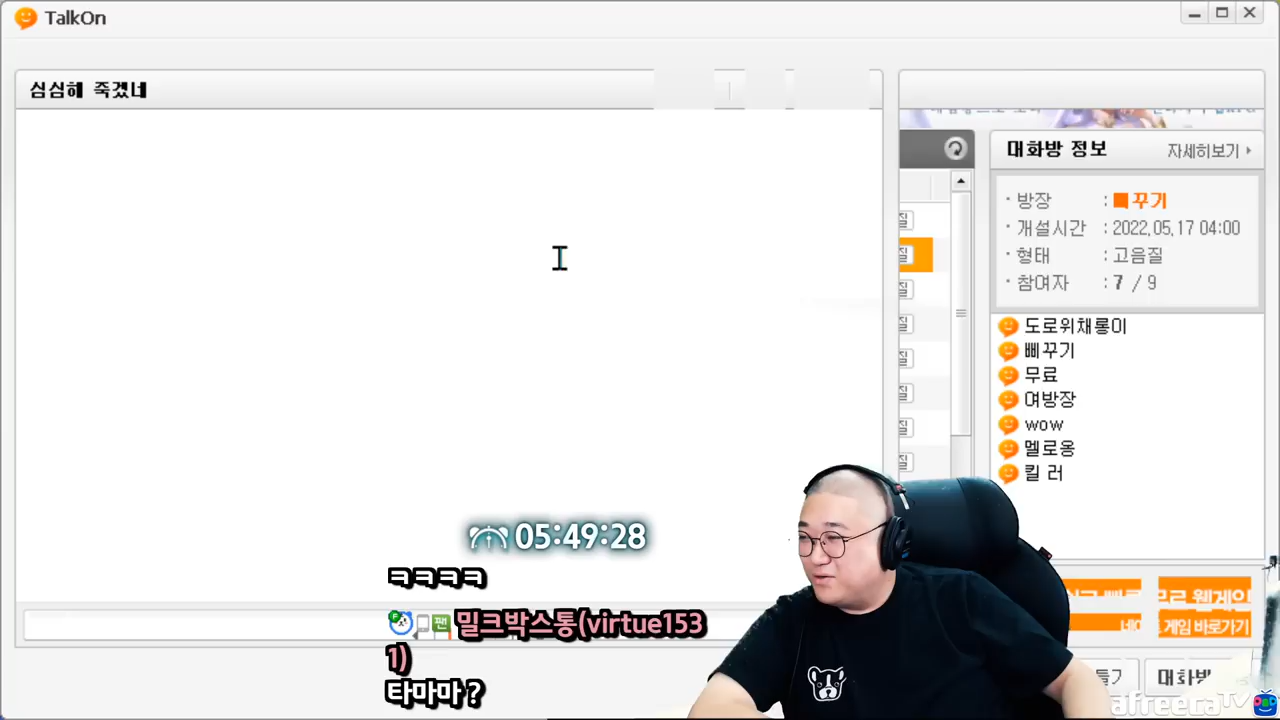 TalkOn
심심해 죽겠네
대화방 정보
자세히보기
· 방장 : 꾸기
· 개설시간 : 2022.05.17 04:00
· 형태 : 고음질
· 참여자 : 7 / 9
도로위채롱이
삐꾸기
무료
여방장
wow
멜로옹
킬 러
05:49:28
ㅋㅋㅋㅋ
팬 밀크박스통(virtue153
1)
타마마?
게임 바로가기
대화방
afreecaTV